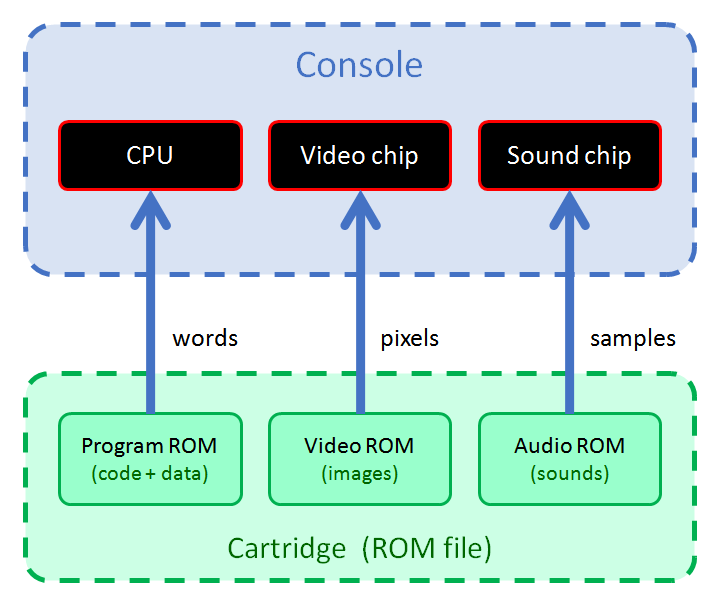 Console
CPU
Video chip
Sound chip
words
pixels
samples
Program ROM
(code + data)
Video ROM
(images)
Audio ROM
(sounds)
Cartridge (ROM file)